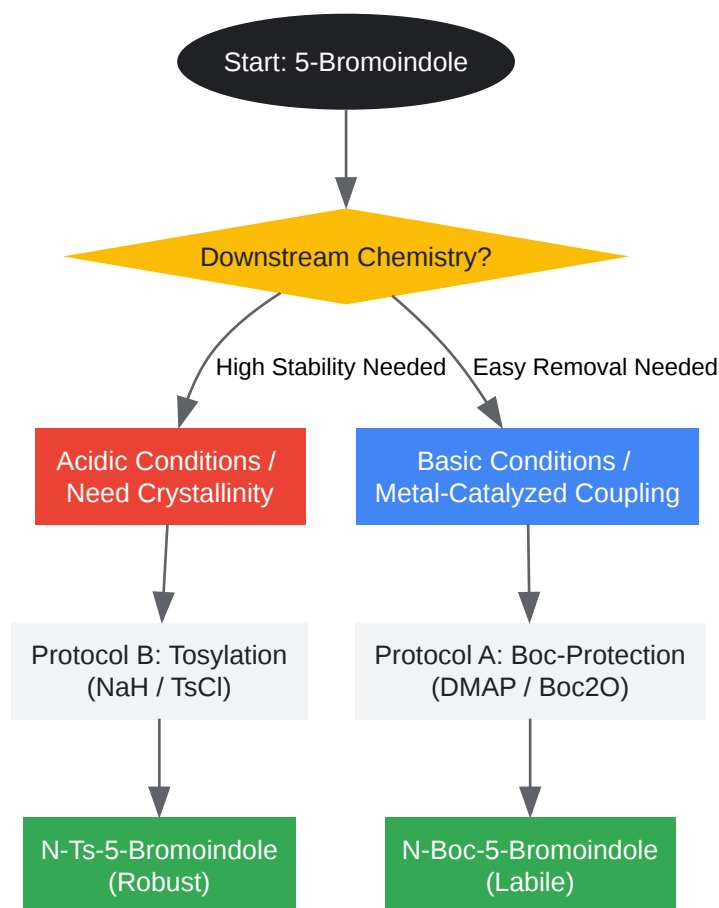 Start: 5-Bromoindole
Downstream Chemistry?
High Stability Needed
Easy Removal Needed
Acidic Conditions /
Need Crystallinity
Basic Conditions /
Metal-Catalyzed Coupling
Protocol B: Tosylation
(NaH / TsCl)
Protocol A: Boc-Protection
(DMAP / Boc2O)
N-Ts-5-Bromoindole
(Robust)
N-Boc-5-Bromoindole
(Labile)